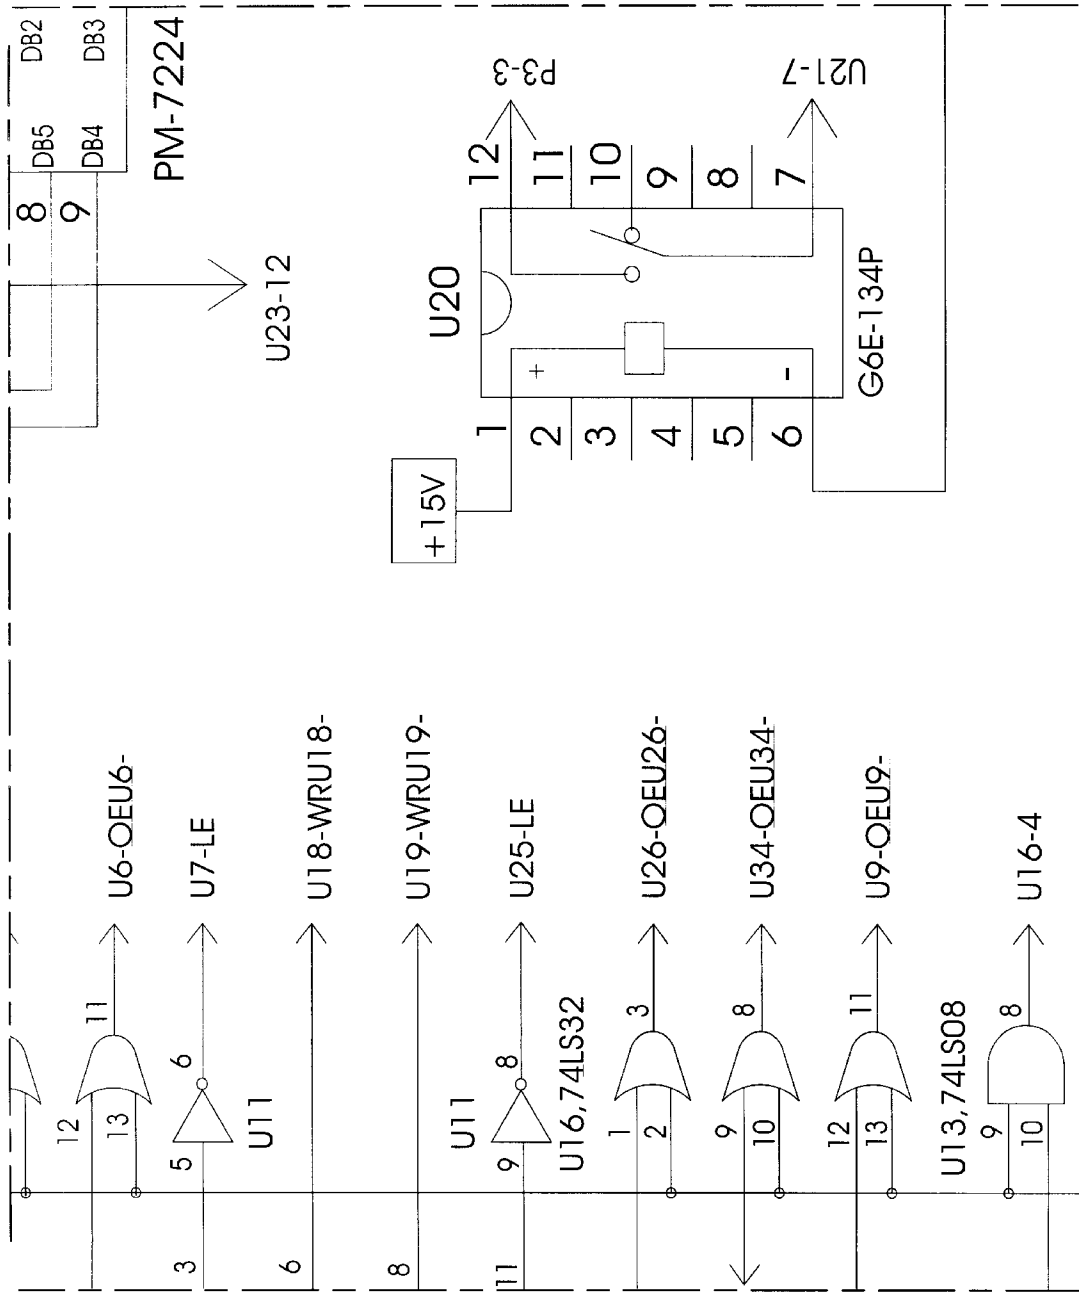 DB2
DB3
DB5
DB4
PM-7224
8
9
U23-12
U20
P3-3
U21-7
12
11
10
9
8
7
+
-
1
2
3
4
5
6
G6E-134P
+15V
U6-OEU6-
U7-LE
U18-WRU18-
U19-WRU19-
U25-LE
U26-OEU26-
U34-OEU34-
U9-OEU9-
U16-4
12
13
11
5
6
U11
9
8
U11
U16,74LS32
1
2
3
9
10
8
12
13
11
U13,74LS08
9
10
8
3
6
8
11